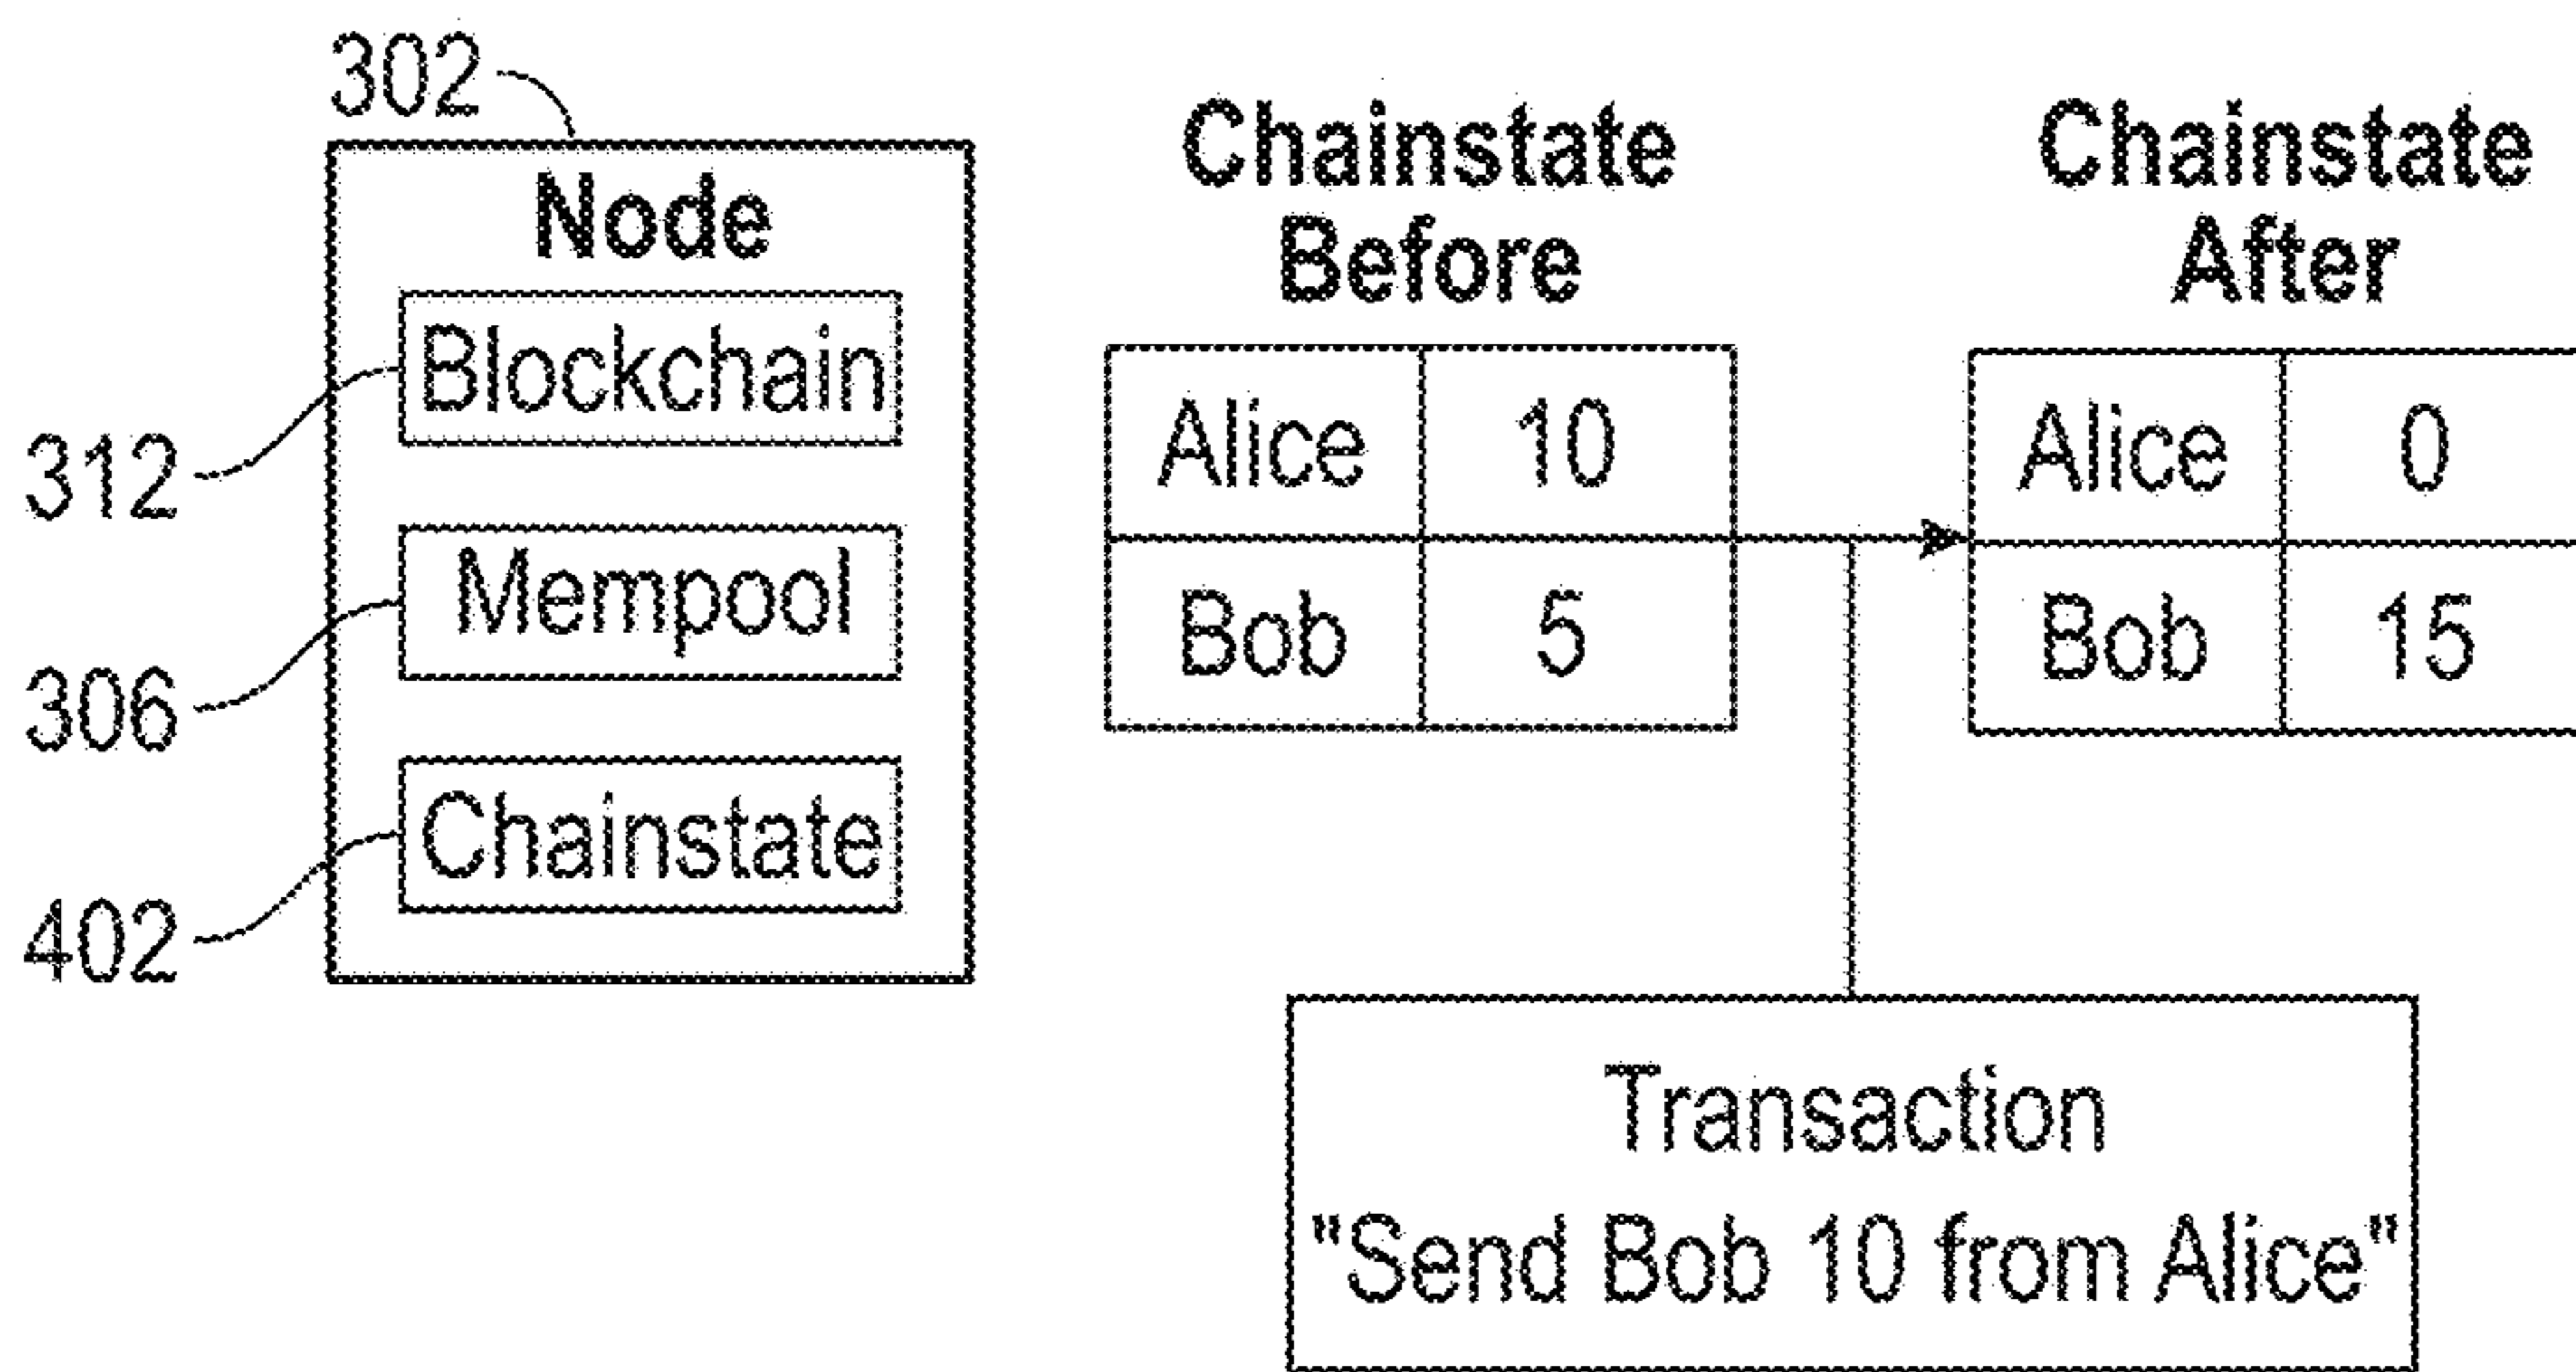 302
Node
Blockchain
312
Mempool
306
Chainstate
402
Chainstate
Before
Alice 10
Bob 5
Chainstate
After
Alice 0
Bob 15
Transaction
"Send Bob 10 from Alice"